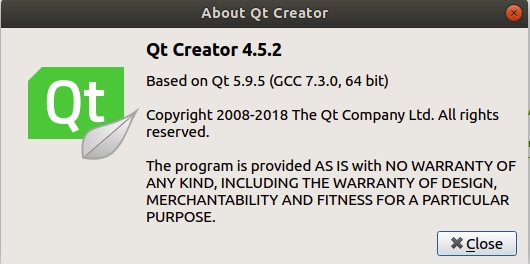 About Qt Creator
Qt Creator 4.5.2
Qt
Based on Qt 5.9.5 (GCC 7.3.0, 64 bit)
Copyright 2008-2018 The Qt Company Ltd. All rights
reserved.
The program is provided AS IS with NO WARRANTY OF
ANY KIND, INCLUDING THE WARRANTY OF DESIGN,
MERCHANTABILITY AND FITNESS FOR A PARTICULAR
PURPOSE.
Close